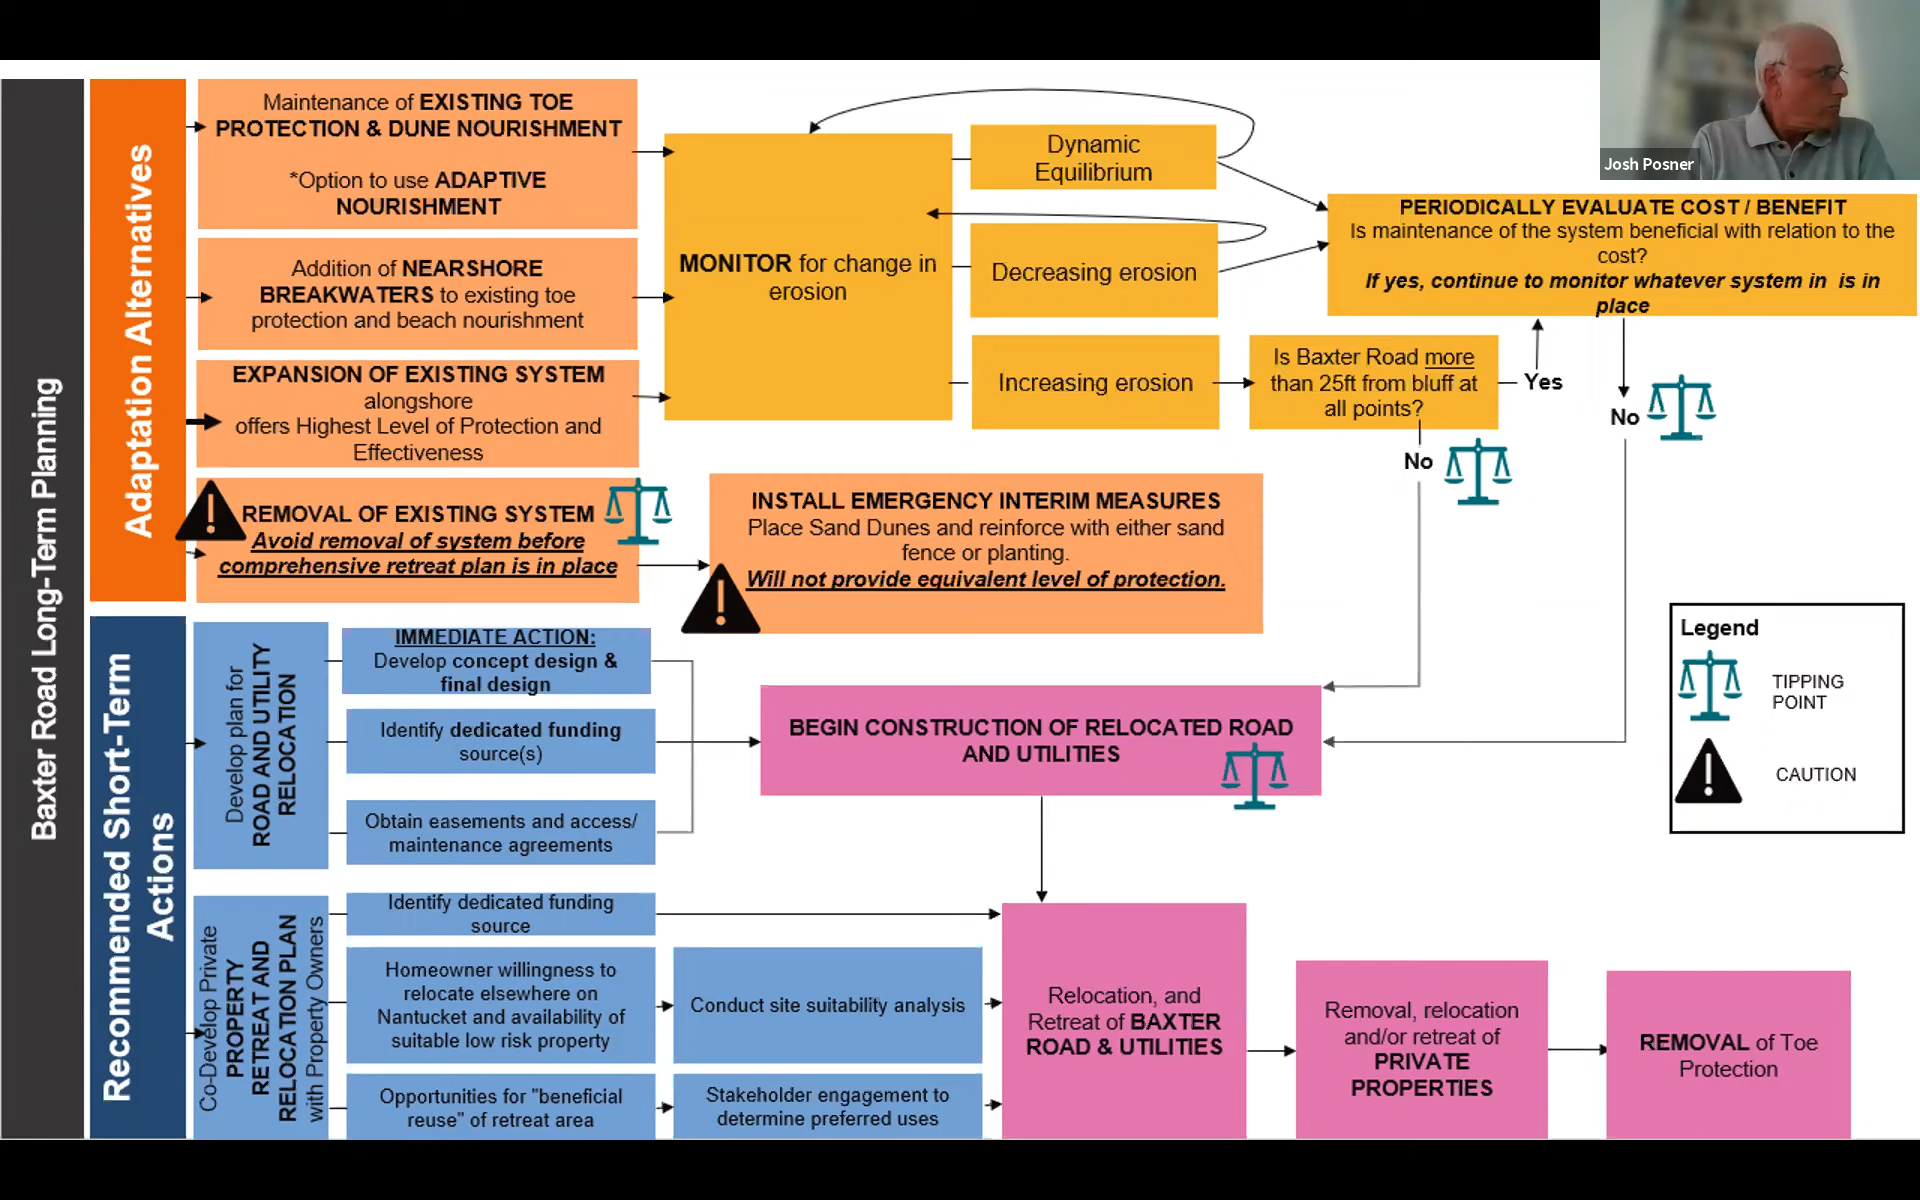 Josh Posner
Baxter Road Long-Term Planning
Adaptation Alternatives
Maintenance of EXISTING TOE
PROTECTION & DUNE NOURISHMENT
*Option to use ADAPTIVE
NOURISHMENT
Addition of NEARSHORE
BREAKWATERS to existing toe
protection and beach nourishment
EXPANSION OF EXISTING SYSTEM
alongshore
offers Highest Level of Protection and
Effectiveness
REMOVAL OF EXISTING SYSTEM
Avoid removal of system before
comprehensive retreat plan is in place
MONITOR for change in
erosion
Dynamic
Equilibrium
Decreasing erosion
Increasing erosion
Is Baxter Road more
than 25ft from bluff at
all points?
Yes
No
PERIODICALLY EVALUATE COST / BENEFIT
Is maintenance of the system beneficial with relation to the
cost?
If yes, continue to monitor whatever system in is in
place
No
INSTALL EMERGENCY INTERIM MEASURES
Place Sand Dunes and reinforce with either sand
fence or planting.
Will not provide equivalent level of protection.
Legend
TIPPING
POINT
CAUTION
Recommended Short-Term
Actions
Develop plan for
ROAD AND UTILITY
RELOCATION
IMMEDIATE ACTION:
Develop concept design &
final design
Identify dedicated funding
source(s)
Obtain easements and access/
maintenance agreements
BEGIN CONSTRUCTION OF RELOCATED ROAD
AND UTILITIES
Co-Develop Private
PROPERTY
RETREAT AND
RELOCATION PLAN
with Property Owners
Identify dedicated funding
source
Homeowner willingness to
relocate elsewhere on
Nantucket and availability of
suitable low risk property
Conduct site suitability analysis
Opportunities for "beneficial
reuse" of retreat area
Stakeholder engagement to
determine preferred uses
Relocation, and
Retreat of BAXTER
ROAD & UTILITIES
Removal, relocation
and/or retreat of
PRIVATE
PROPERTIES
REMOVAL of Toe
Protection